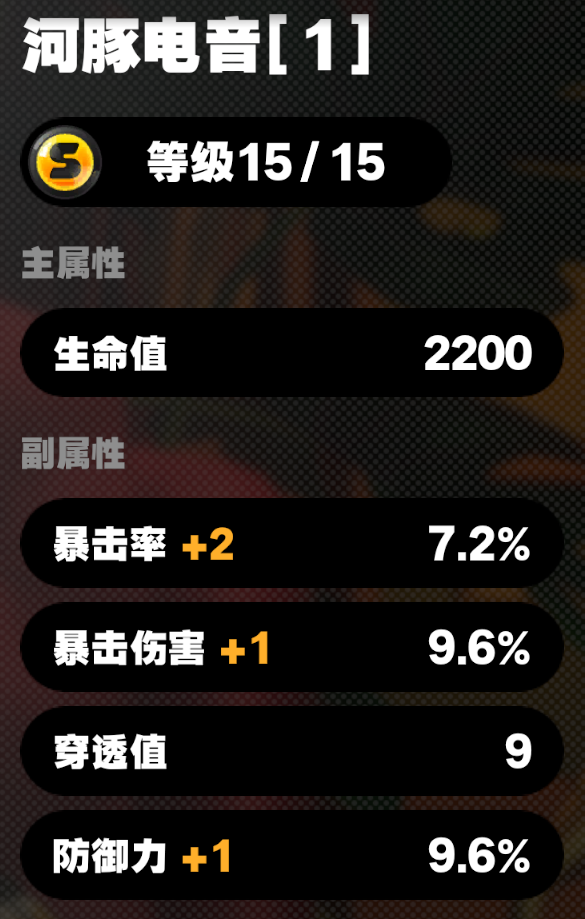 河豚电音[1]
S 等级15/15
主属性
生命值 2200
副属性
暴击率 +2 7.2%
暴击伤害 +1 9.6%
穿透值 9
防御力 +1 9.6%